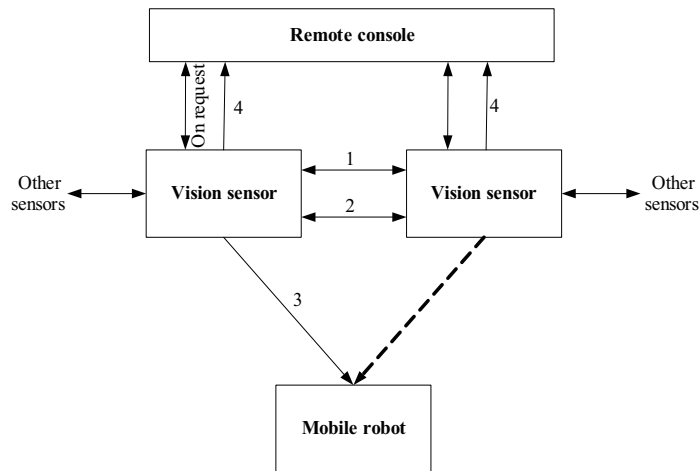 Remote console
On request
4
4
1
Other
sensors
Vision sensor
Vision sensor
Other
sensors
2
3
Mobile robot